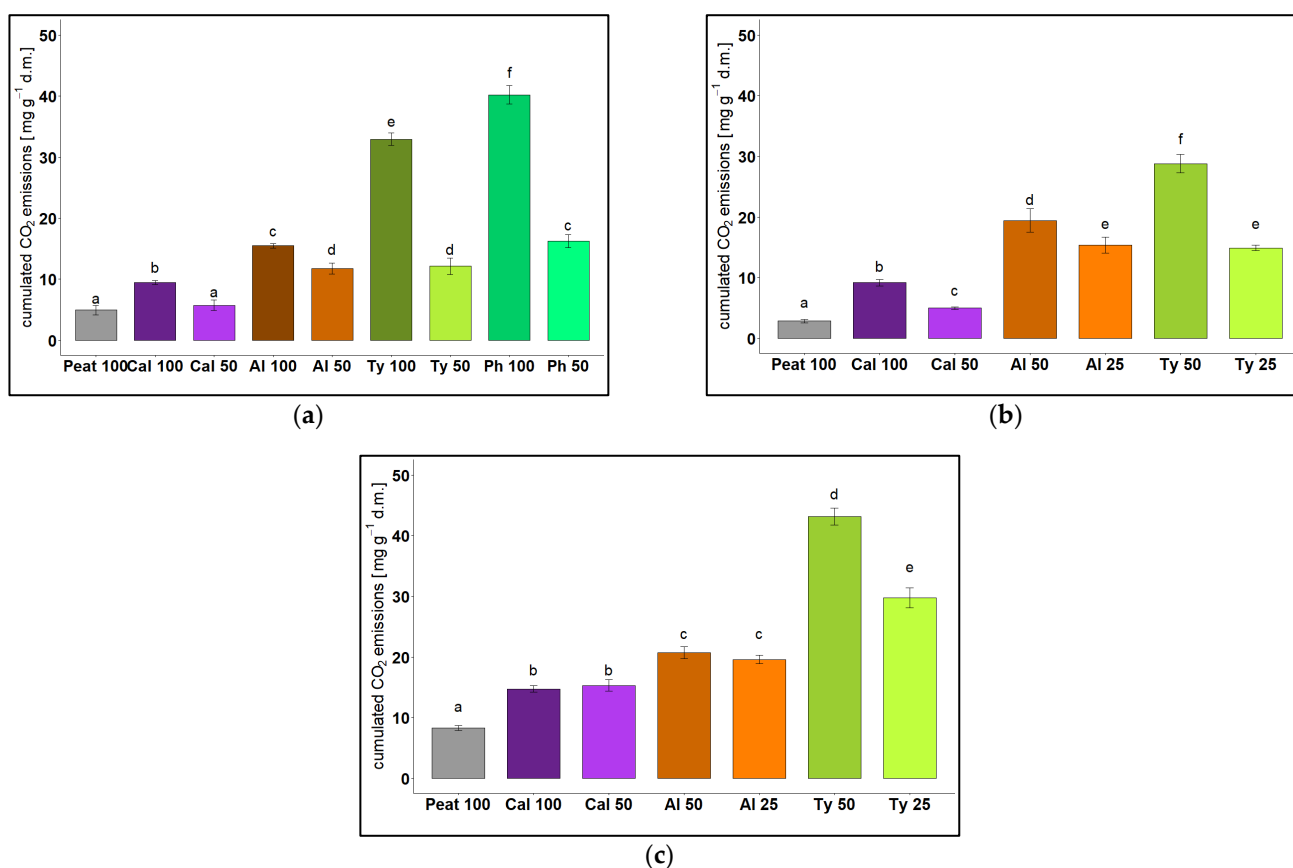 cumulated CO₂ emissions [ mg g⁻¹ d.m.]
50
40
30
20
10
0
a
b
a
c
d
e
d
f
c
Peat 100 Cal 100 Cal 50 Al 100 Al 50 Ty 100 Ty 50 Ph 100 Ph 50
(a)
cumulated CO₂ emissions [ mg g⁻¹ d.m.]
50
40
30
20
10
0
a
b
c
d
e
f
e
Peat 100 Cal 100 Cal 50 Al 50 Al 25 Ty 50 Ty 25
(b)
cumulated CO₂ emissions [ mg g⁻¹ d.m.]
50
40
30
20
10
0
a
b
b
c
c
d
e
Peat 100 Cal 100 Cal 50 Al 50 Al 25 Ty 50 Ty 25
(c)